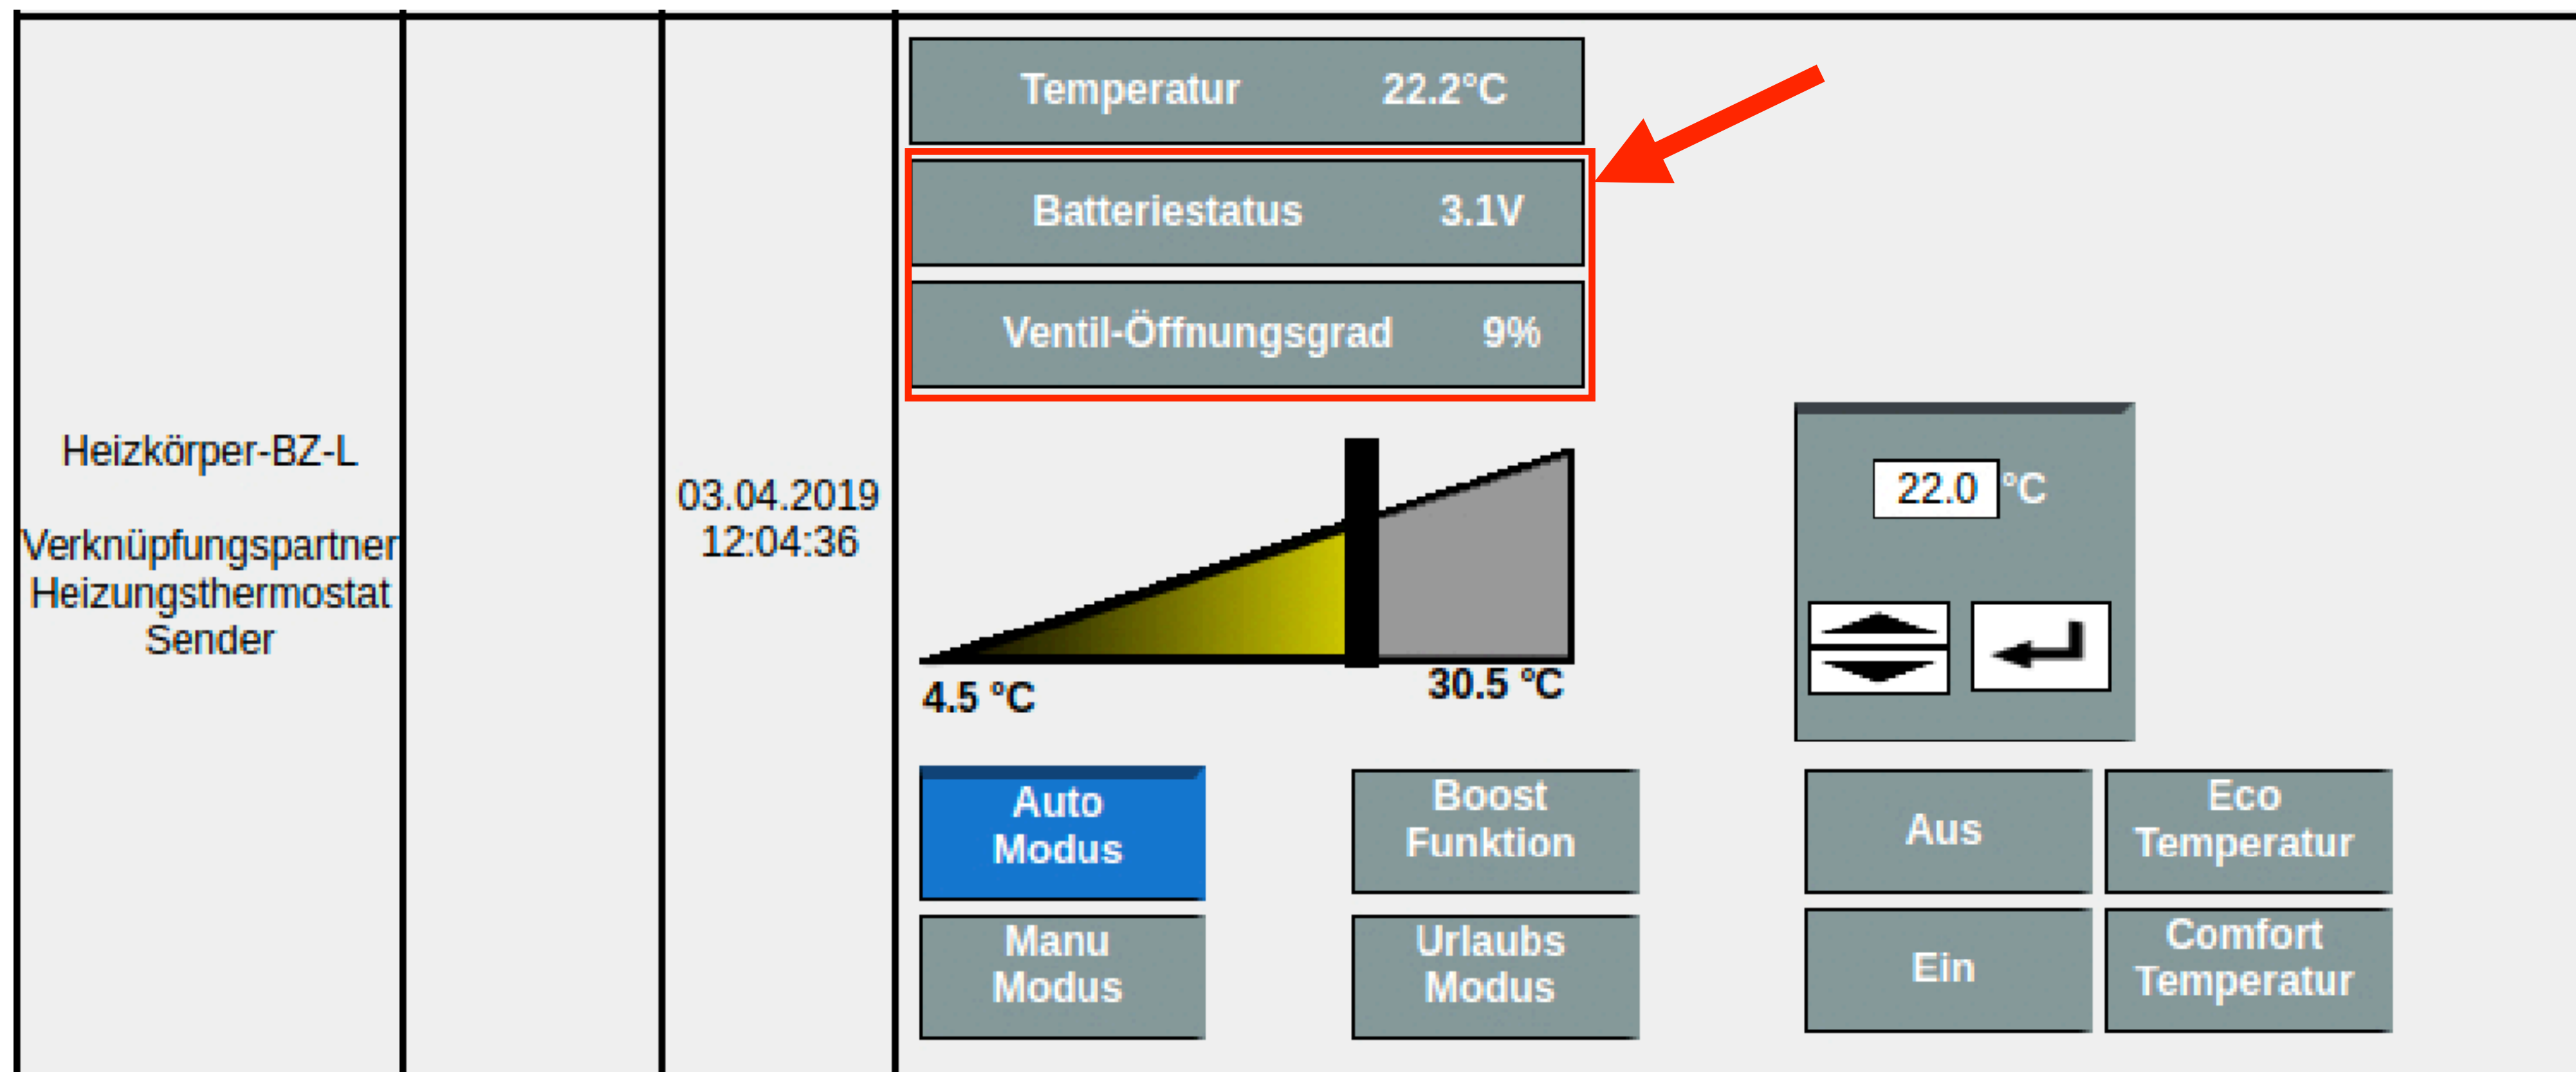 Heizkörper-BZ-L
Verknüpfungspartner
Heizungsthermostat
Sender
03.04.2019
12:04:36
Temperatur 22.2°C
Batteriestatus 3.1V
Ventil-Öffnungsgrad 9%
4.5 °C
30.5 °C
22.0 °C
Auto
Modus
Boost
Funktion
Aus
Eco
Temperatur
Manu
Modus
Urlaubs
Modus
Ein
Comfort
Temperatur